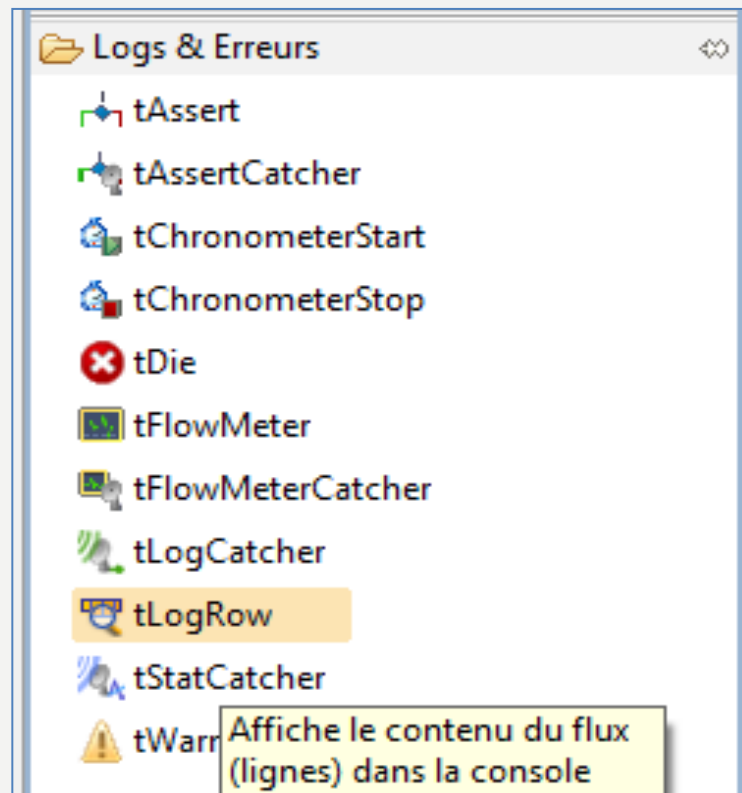 Logs & Erreurs
tAssert
tAssertCatcher
tChronometerStart
tChronometerStop
tDie
tFlowMeter
tFlowMeterCatcher
tLogCatcher
tLogRow
tStatCatcher
tWarr
Affiche le contenu du flux
(lignes) dans la console